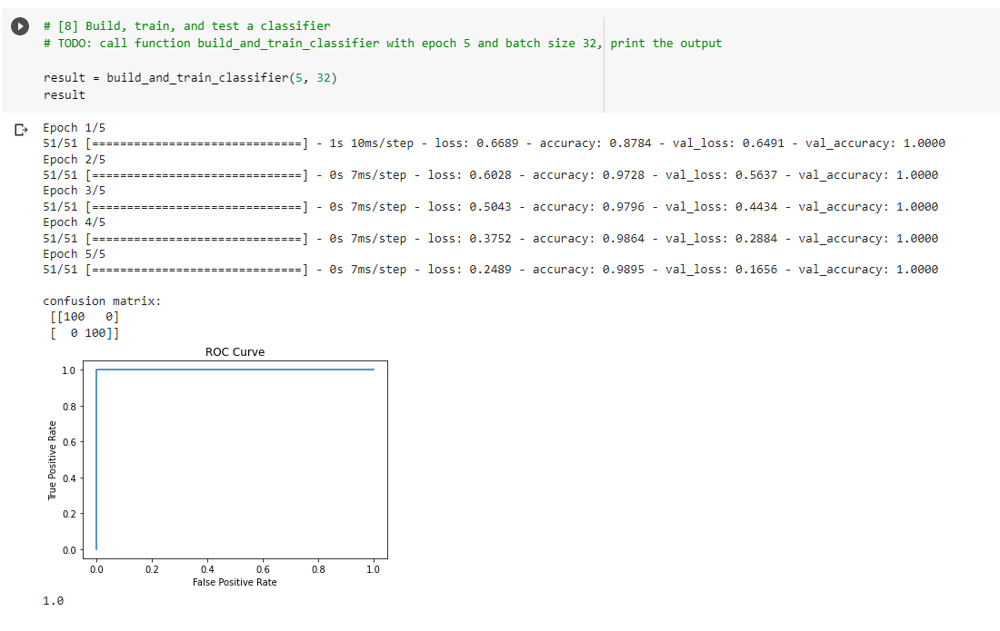 # [8] Build, train, and test a classifier
# TODO: call function build_and_train_classifier with epoch 5 and batch size 32, print the output
result = build_and_train_classifier(5, 32)
result
Epoch 1/5
51/51 [==============================] - 1s 10ms/step - loss: 0.6689 - accuracy: 0.8784 - val_loss: 0.6491 - val_accuracy: 1.0000
Epoch 2/5
51/51 [==============================] - 0s 7ms/step - loss: 0.6028 - accuracy: 0.9728 - val_loss: 0.5637 - val_accuracy: 1.0000
Epoch 3/5
51/51 [==============================] - 0s 7ms/step - loss: 0.5043 - accuracy: 0.9796 - val_loss: 0.4434 - val_accuracy: 1.0000
Epoch 4/5
51/51 [==============================] - 0s 7ms/step - loss: 0.3752 - accuracy: 0.9864 - val_loss: 0.2884 - val_accuracy: 1.0000
Epoch 5/5
51/51 [==============================] - 0s 7ms/step - loss: 0.2489 - accuracy: 0.9895 - val_loss: 0.1656 - val_accuracy: 1.0000
confusion matrix:
[[100   0]
[  0 100]]
ROC Curve
1.0
0.8
0.6
0.4
0.2
0.0
True Positive Rate
0.0 0.2 0.4 0.6 0.8 1.0
False Positive Rate
1.0